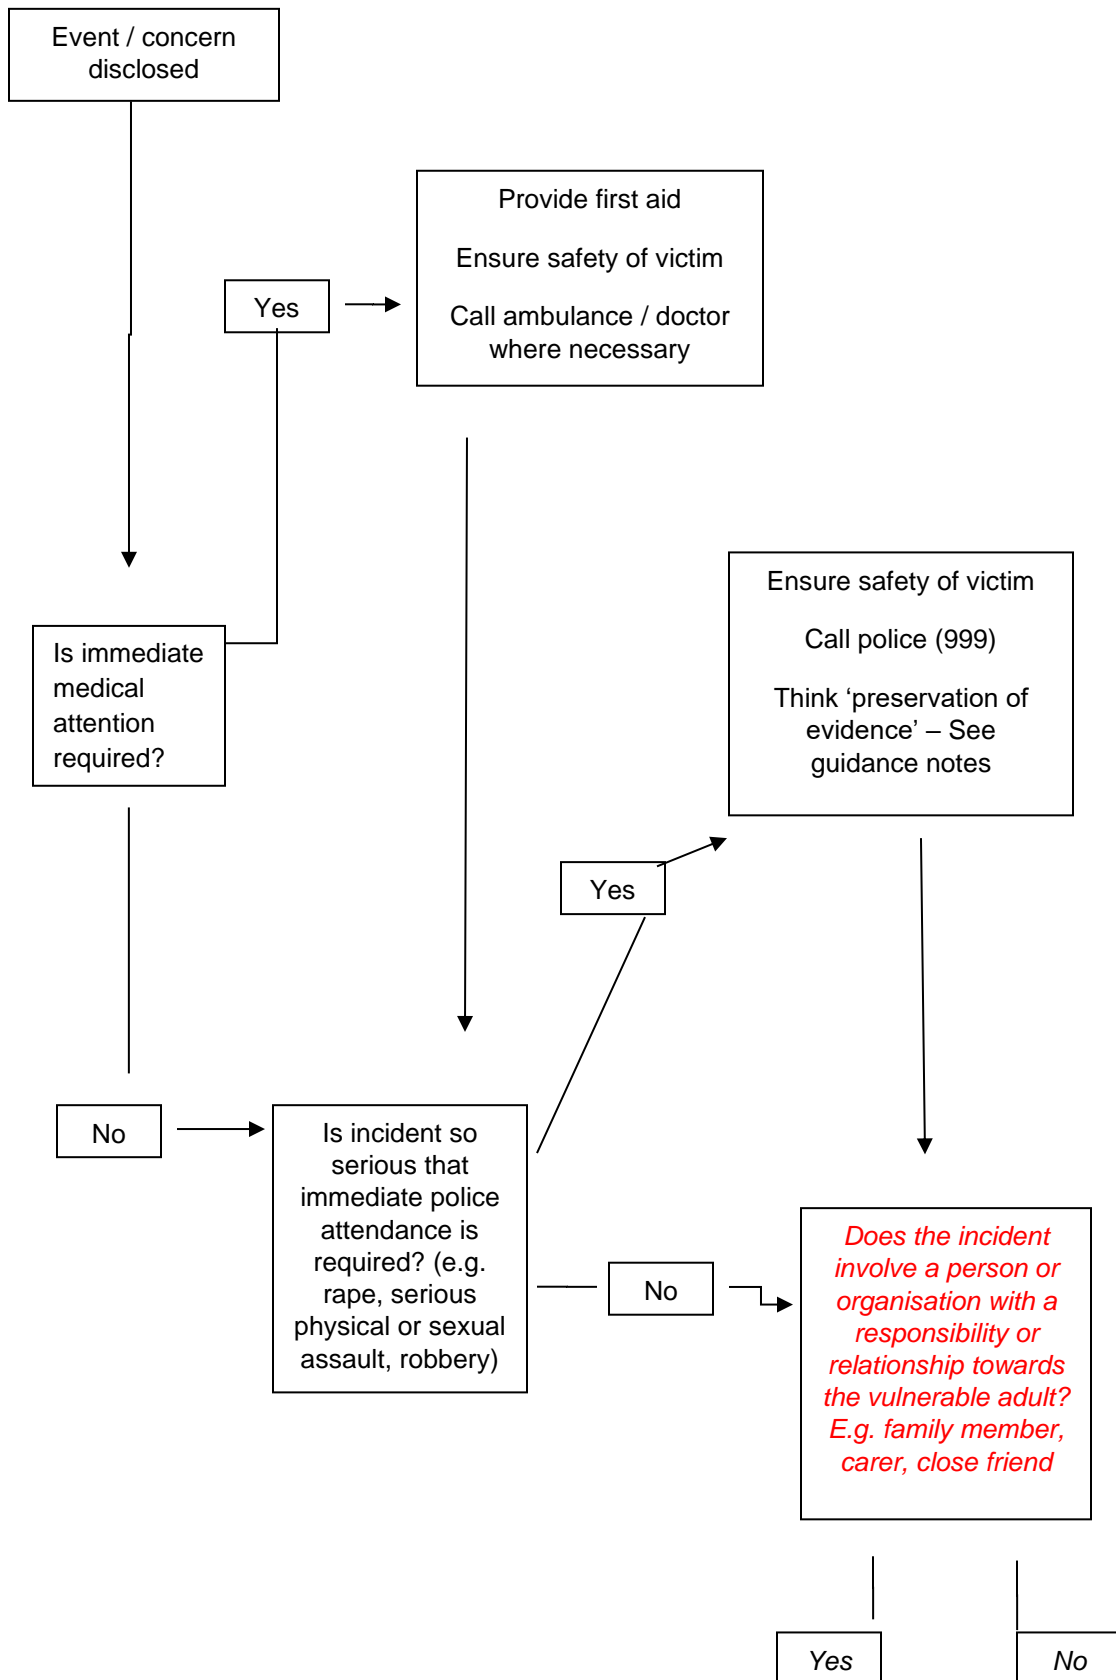 Event / concern
disclosed
Provide first aid
Ensure safety of victim
Call ambulance / doctor
where necessary
Yes
Is immediate
medical
attention
required?
Ensure safety of victim
Call police (999)
Think ‘preservation of
evidence’ – See
guidance notes
Yes
No
Is incident so
serious that
immediate police
attendance is
required? (e.g.
rape, serious
physical or sexual
assault, robbery)
No
Does the incident
involve a person or
organisation with a
responsibility or
relationship towards
the vulnerable adult?
E.g. family member,
carer, close friend
Yes
No